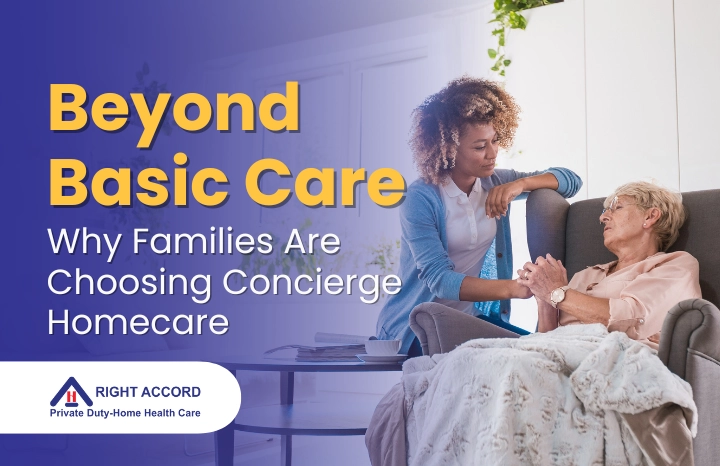 Beyond
Basic Care
Why Families Are
Choosing Concierge
Homecare
RIGHT ACCORD
Private Duty-Home Health Care